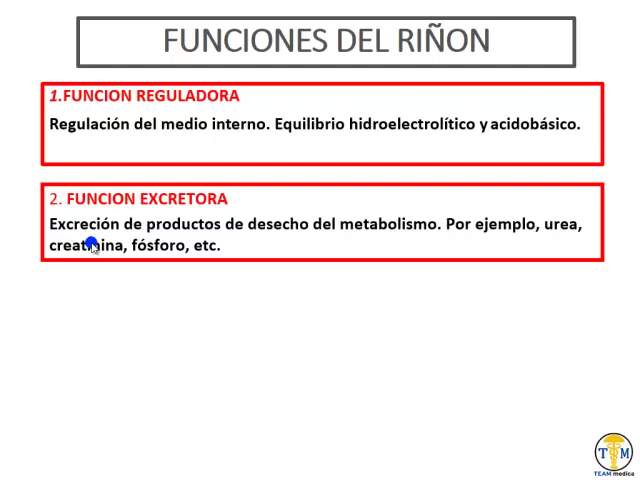 FUNCIONES DEL RIÑON
1.FUNCION REGULADORA
Regulación del medio interno. Equilibrio hidroelectrolítico y acidobásico.
2. FUNCION EXCRETORA
Excreción de productos de desecho del metabolismo. Por ejemplo, urea,
creatinina, fósforo, etc.
T M
TEAM medica